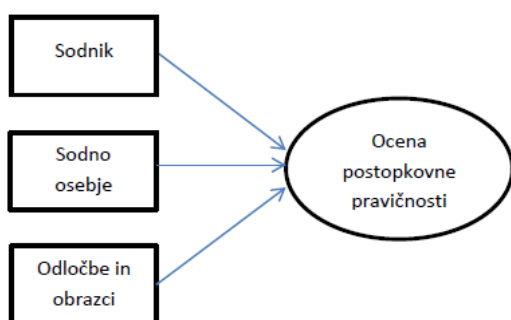 Sodnik
Sodno
osebje
Odločbe in
obrazci
Ocena
postopkovne
pravičnosti